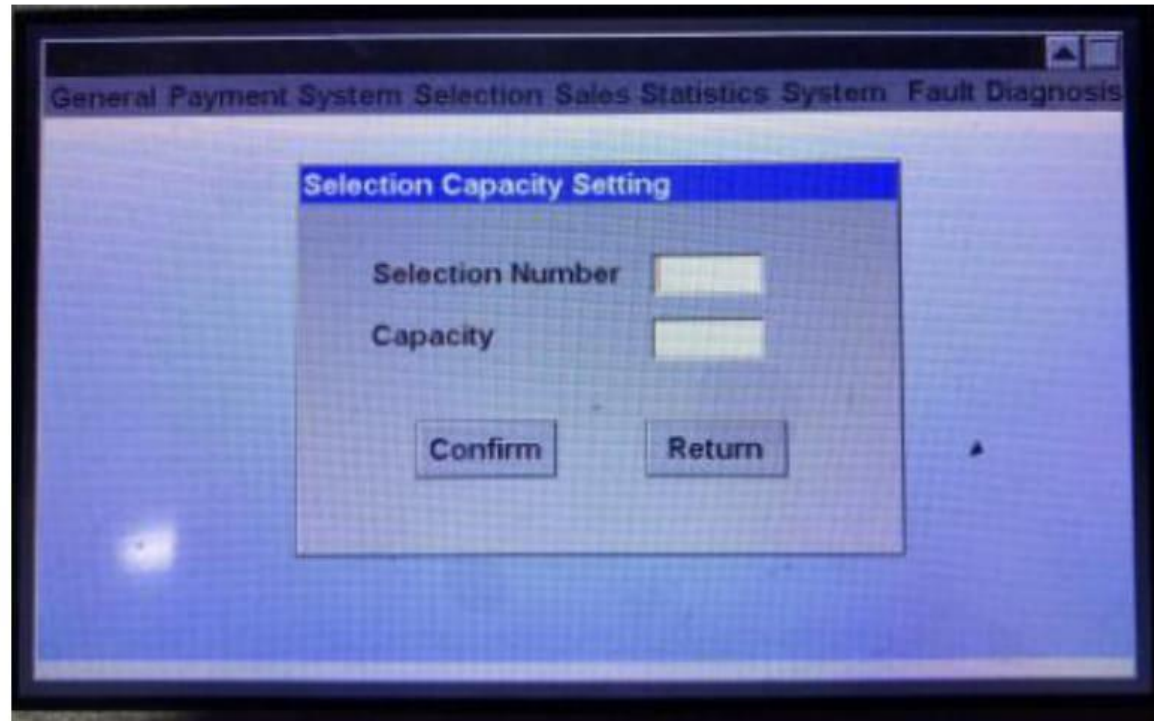 General Payment System Selection Sales Statistics System Fault Diagnosis
Selection Capacity Setting
Selection Number
Capacity
Confirm Return